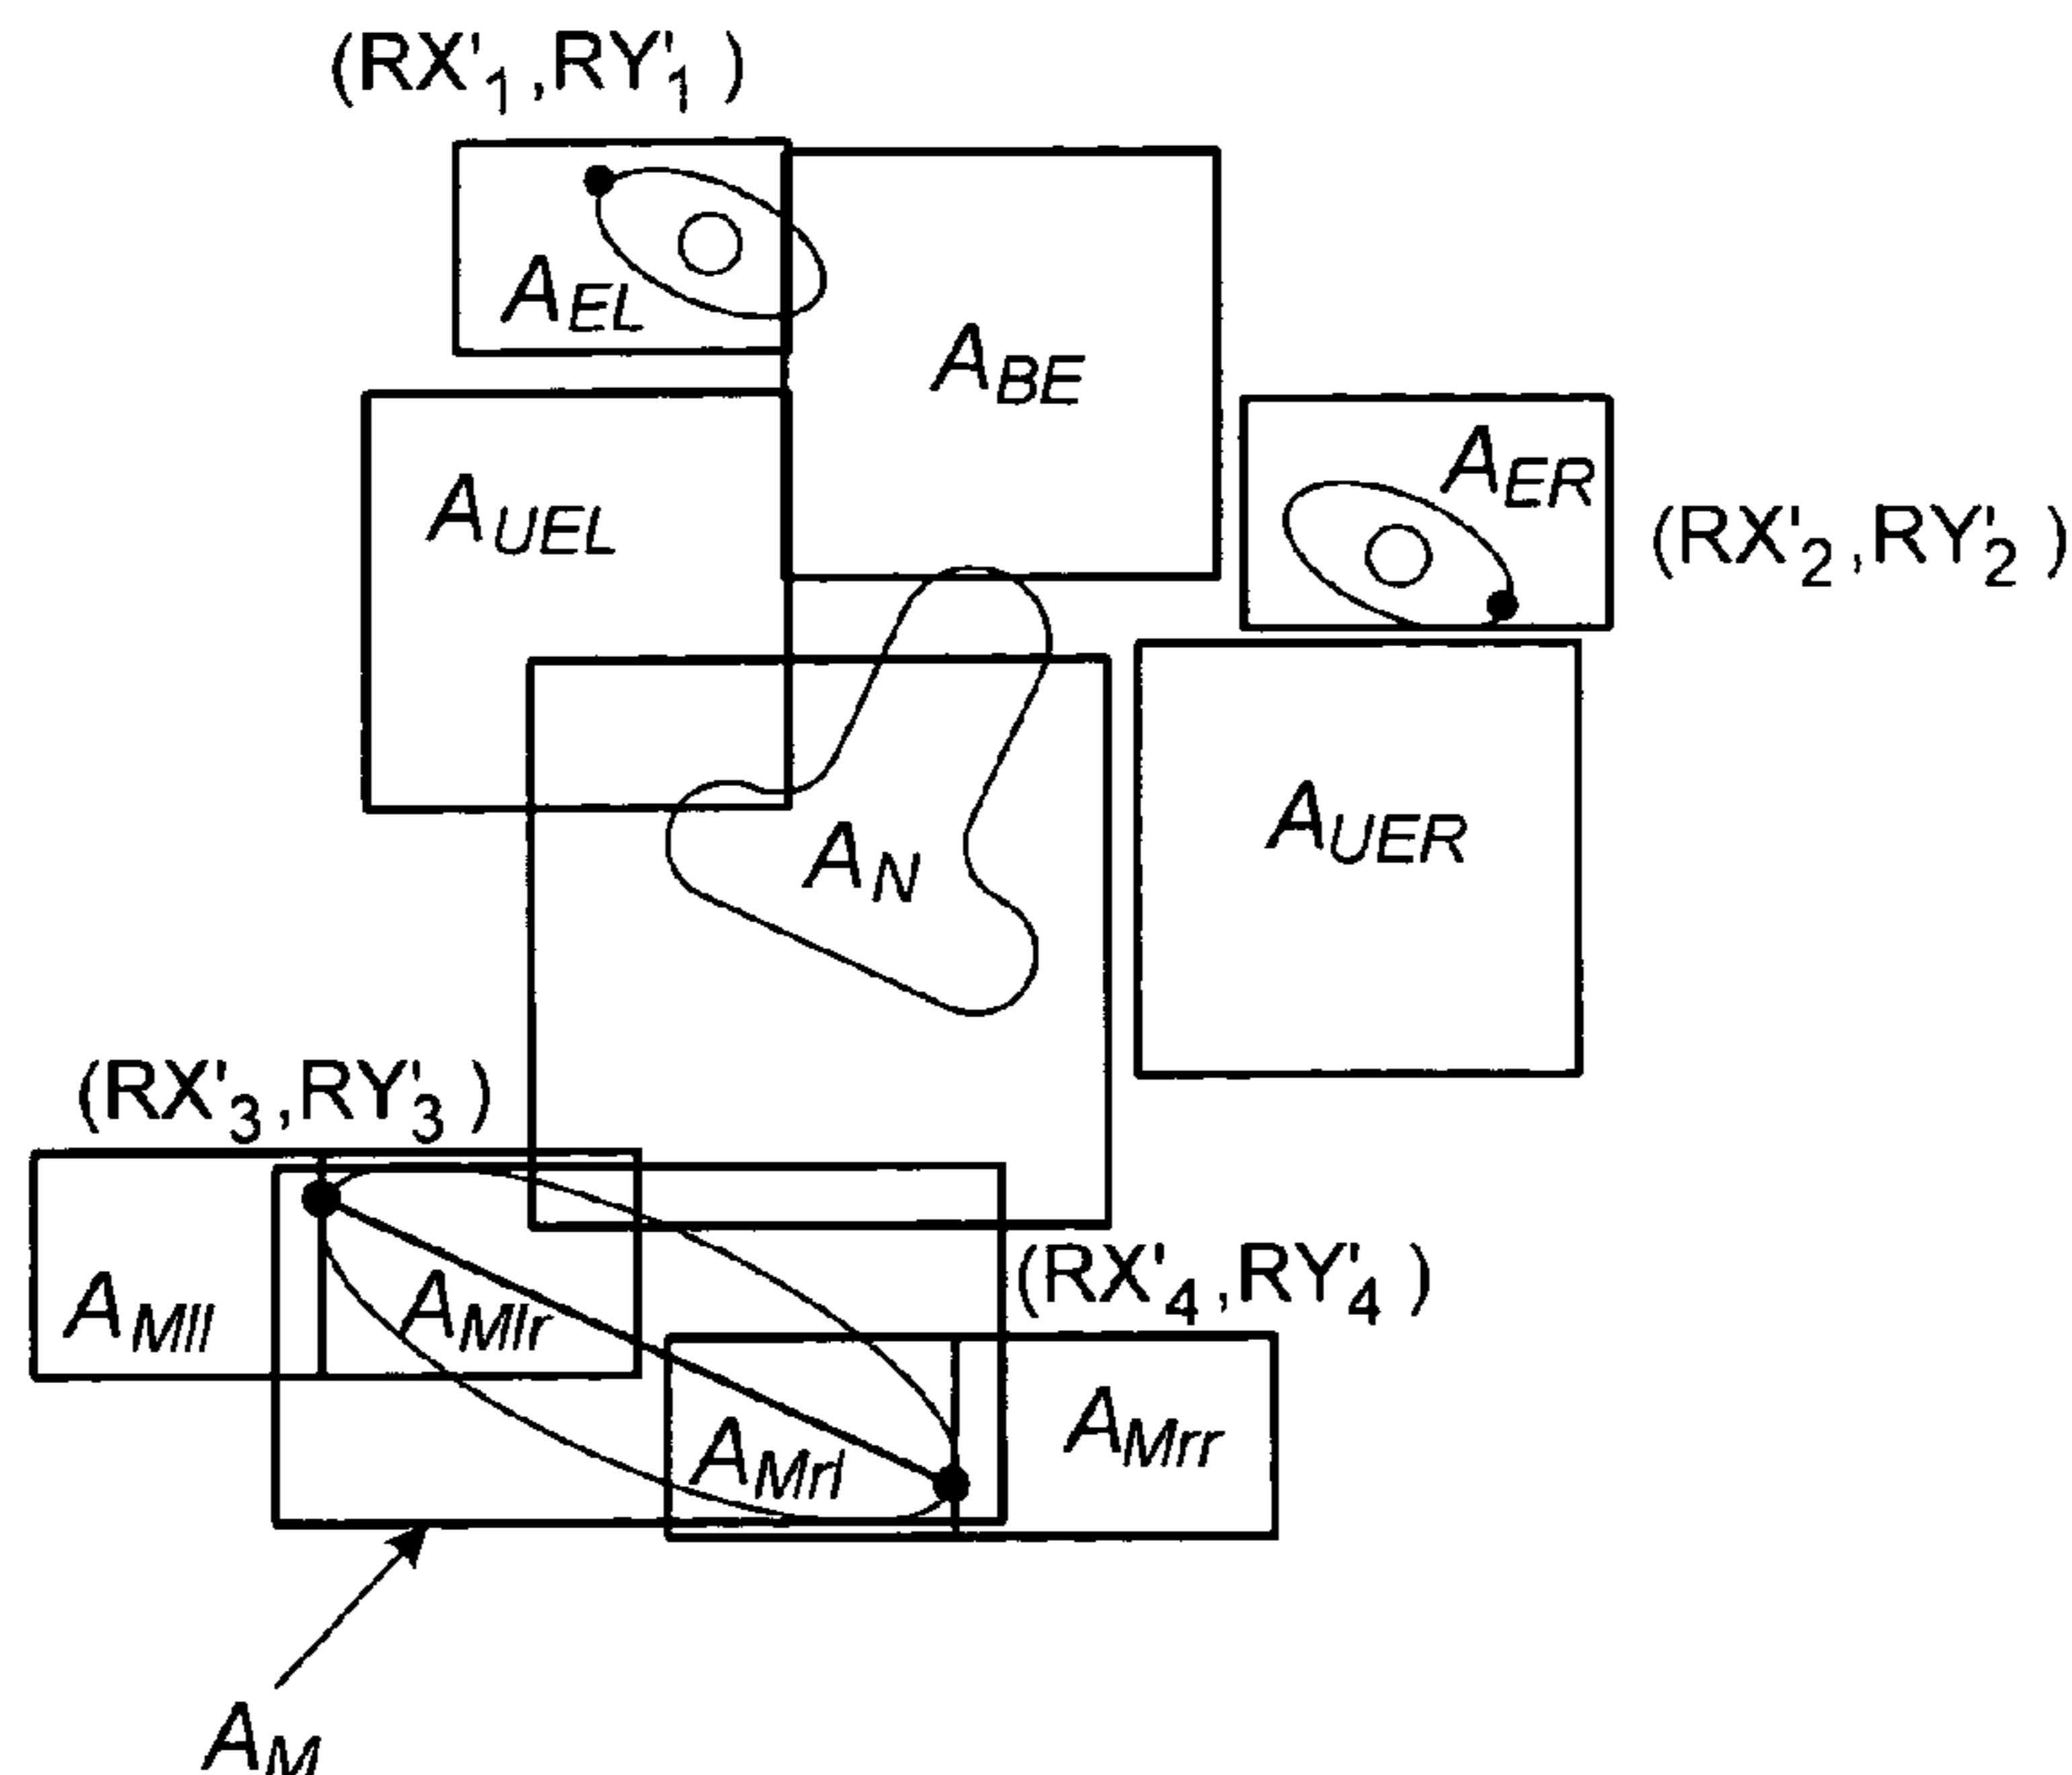 (RX'1,RY'1)
AEL
ABE
AER
AUEL
(RX'2,RY'2)
AUER
AN
(RX'3,RY'3)
(RX'4,RY'4)
AMll
AMlr
AMrl
AMrr
AM